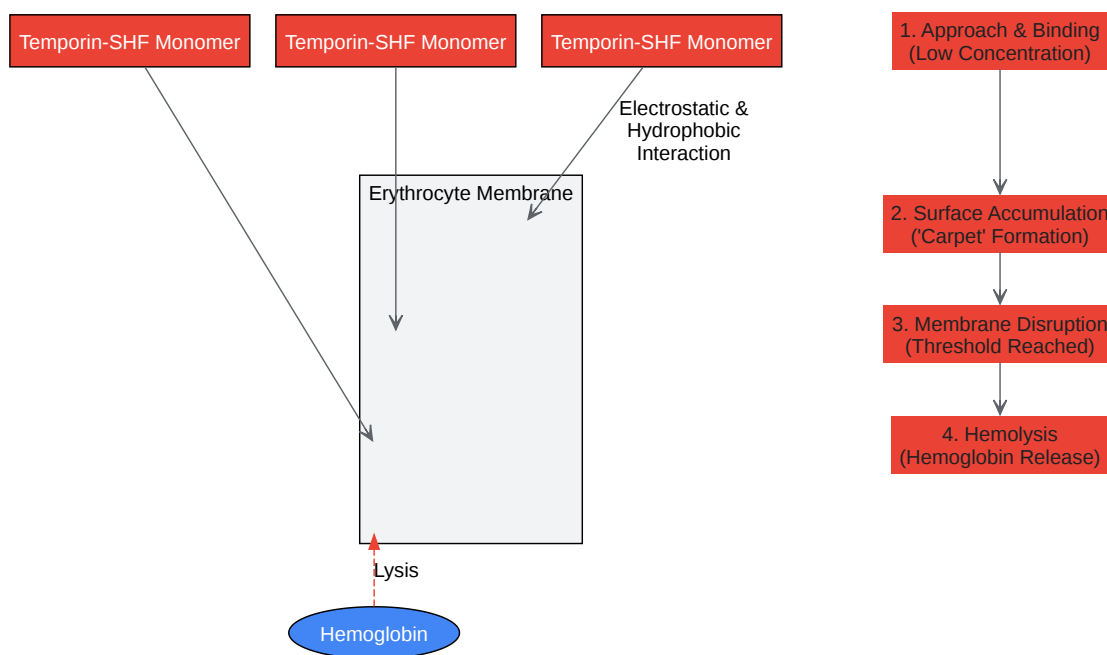 Temporin-SHF Monomer
Temporin-SHF Monomer
Temporin-SHF Monomer
Electrostatic &
Hydrophobic
Interaction
Erythrocyte Membrane
Lysis
Hemoglobin
1. Approach & Binding
(Low Concentration)
2. Surface Accumulation
('Carpet' Formation)
3. Membrane Disruption
(Threshold Reached)
4. Hemolysis
(Hemoglobin Release)